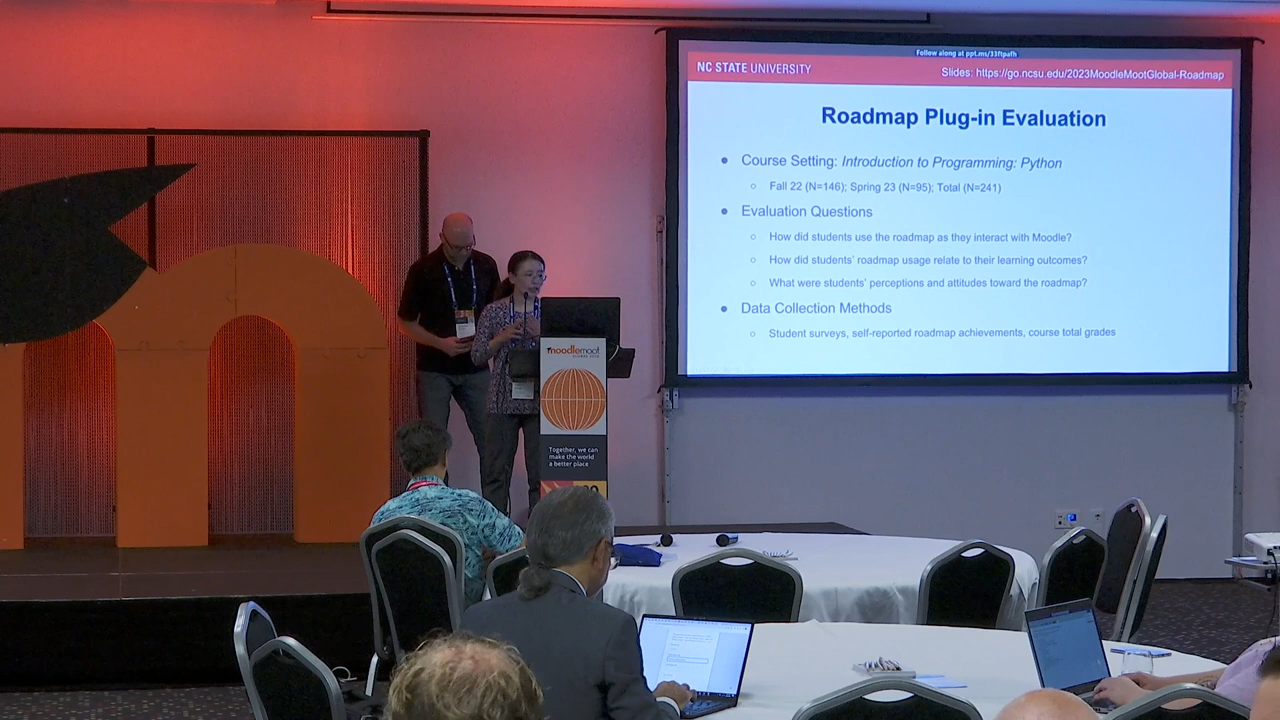 Follow along at ppt.ms/33ftpafh
NC STATE UNIVERSITY
Slides: https://go.ncsu.edu/2023MoodleMootGlobal-Roadmap
Roadmap Plug-in Evaluation
Course Setting: Introduction to Programming: Python
Fall 22 (N=146); Spring 23 (N=95); Total (N=241)
Evaluation Questions
How did students use the roadmap as they interact with Moodle?
How did students' roadmap usage relate to their learning outcomes?
What were students' perceptions and attitudes toward the roadmap?
Data Collection Methods
Student surveys, self-reported roadmap achievements, course total grades
moodlemoot
Together, we can
make the world
a better place